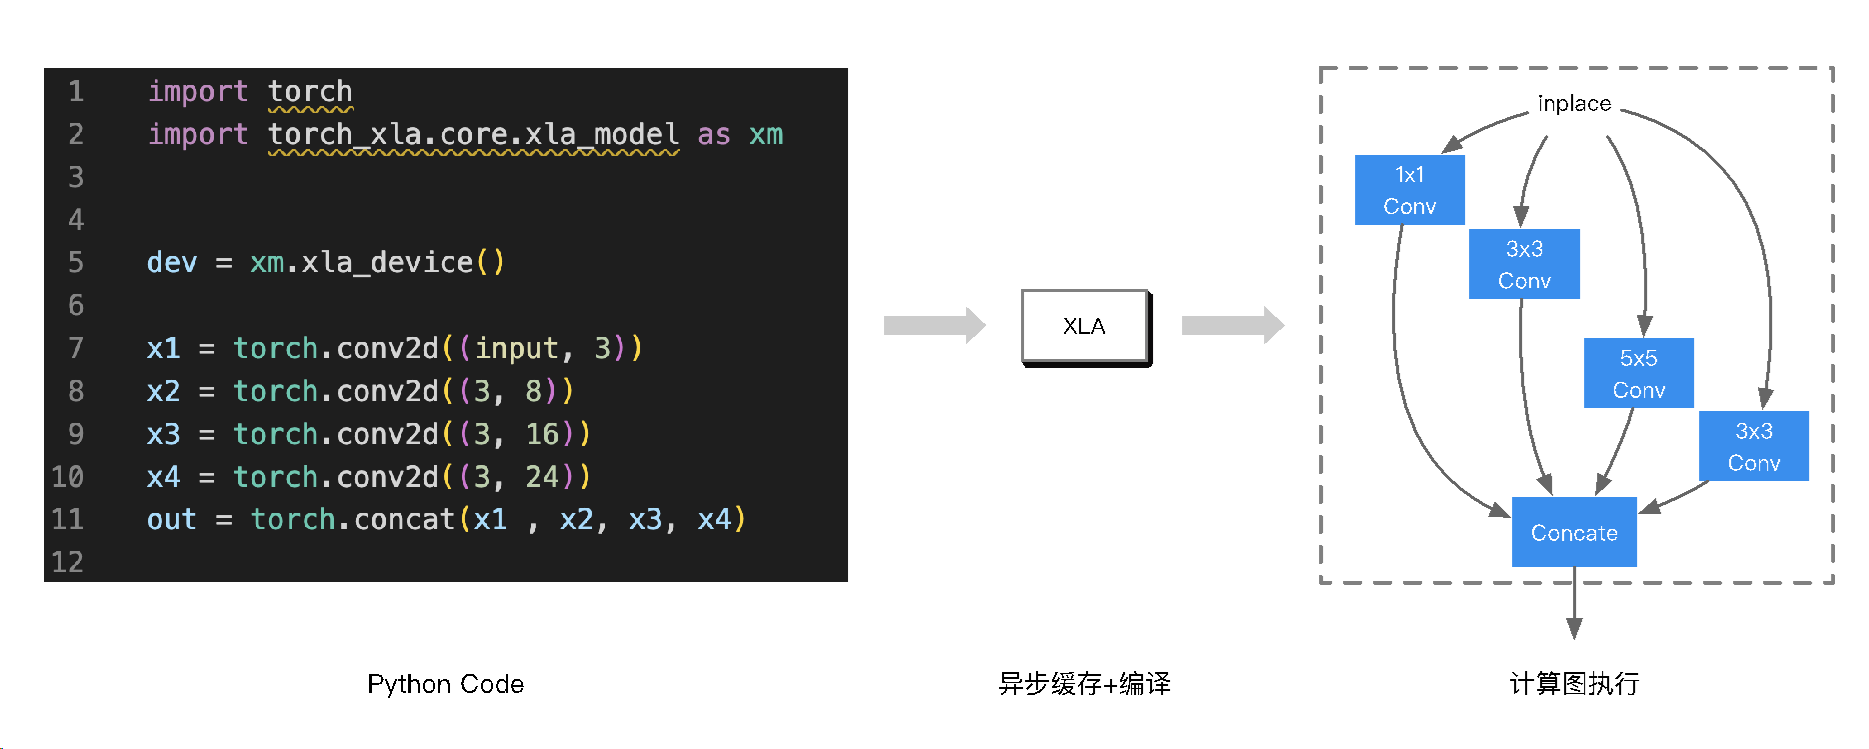 1 import torch
2 import torch_xla.core.xla_model as xm
3
4
5 dev = xm.xla_device()
6
7 x1 = torch.conv2d((input, 3))
8 x2 = torch.conv2d((3, 8))
9 x3 = torch.conv2d((3, 16))
10 x4 = torch.conv2d((3, 24))
11 out = torch.concat(x1 , x2, x3, x4)
12
Python Code
XLA
异步缓存+编译
inplace
1x1
Conv
3x3
Conv
5x5
Conv
3x3
Conv
Concate
计算图执行